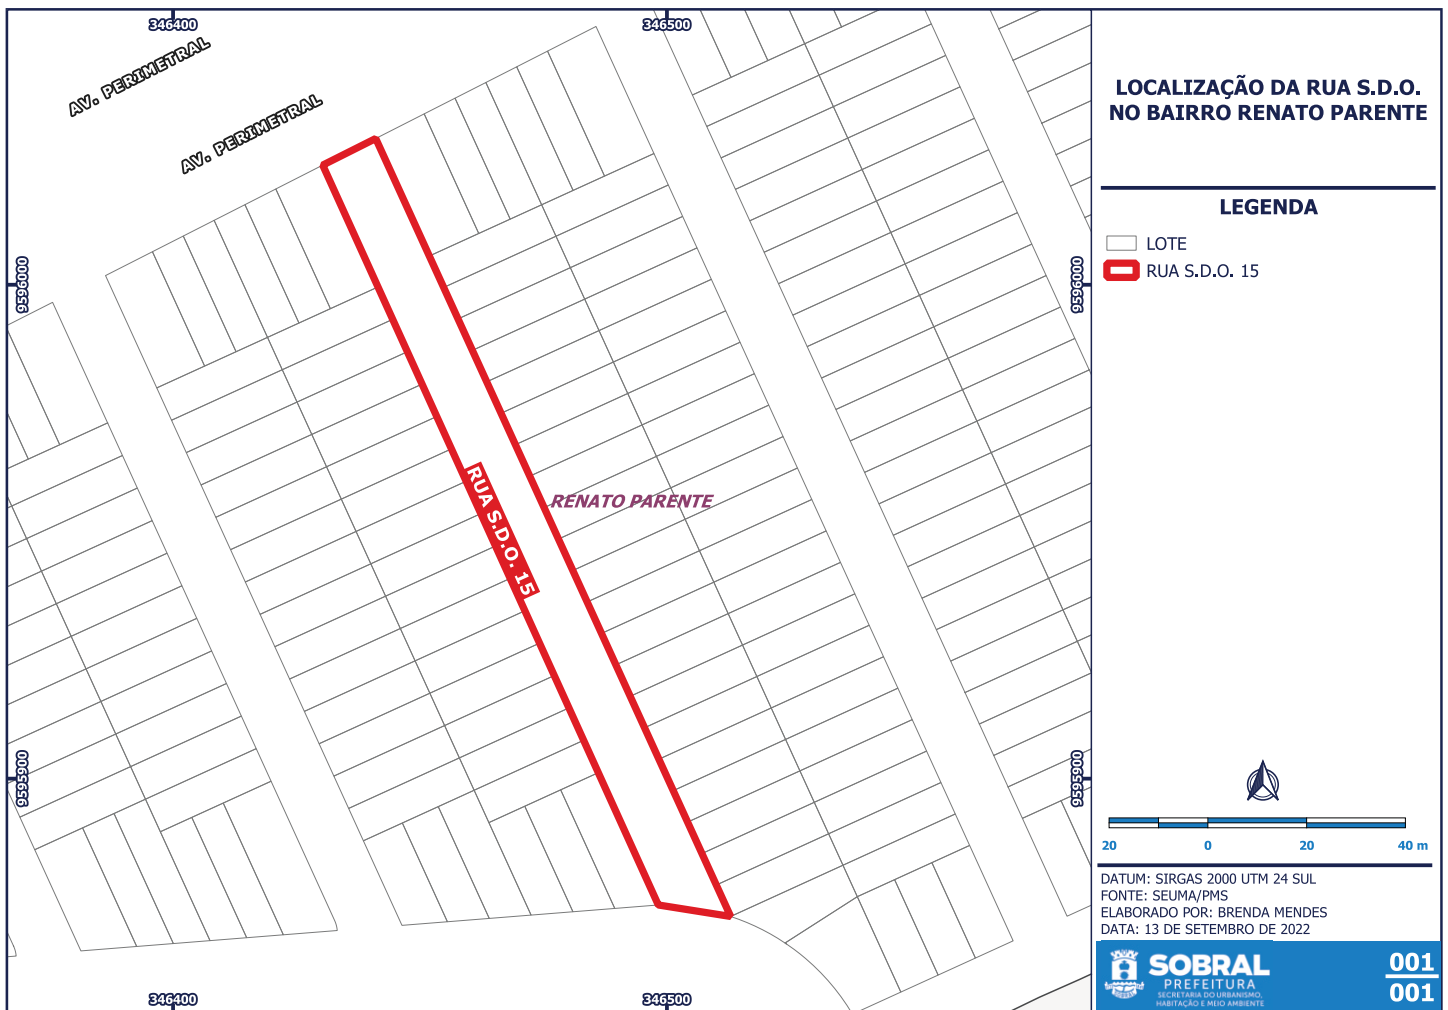 346400
346500
AV. PERIMETRAL
AV. PERIMETRAL
9596000
9596000
RUA S.D.O. 15
RENATO PARENTE
9595900
9595900
346400
346500
LOCALIZAÇÃO DA RUA S.D.O.
NO BAIRRO RENATO PARENTE
LEGENDA
LOTE
RUA S.D.O. 15
20 0 20 40 m
DATUM: SIRGAS 2000 UTM 24 SUL
FONTE: SEUMA/PMS
ELABORADO POR: BRENDA MENDES
DATA: 13 DE SETEMBRO DE 2022
SOBRAL
SOBRAL
PREFEITURA
SECRETARIA DO URBANISMO,
HABITAÇÃO E MEIO AMBIENTE
001
001